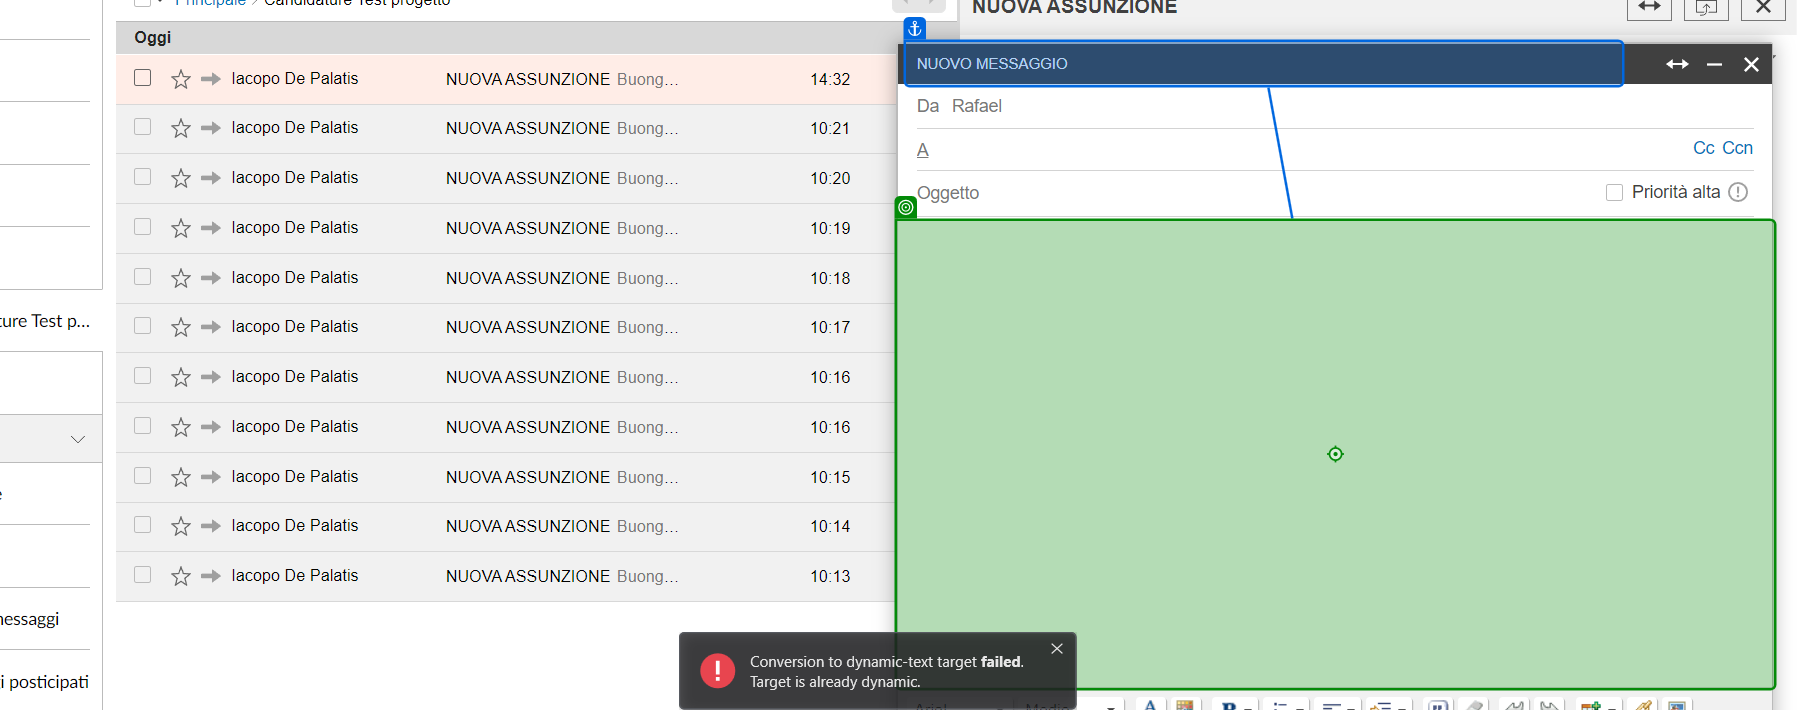 Principale / Candidature Test progetto
NUOVA ASSUNZIONE
Oggi
Iacopo De Palatis NUOVA ASSUNZIONE Buong... 14:32
Iacopo De Palatis NUOVA ASSUNZIONE Buong... 10:21
Iacopo De Palatis NUOVA ASSUNZIONE Buong... 10:20
Iacopo De Palatis NUOVA ASSUNZIONE Buong... 10:19
Iacopo De Palatis NUOVA ASSUNZIONE Buong... 10:18
Iacopo De Palatis NUOVA ASSUNZIONE Buong... 10:17
Iacopo De Palatis NUOVA ASSUNZIONE Buong... 10:16
Iacopo De Palatis NUOVA ASSUNZIONE Buong... 10:16
Iacopo De Palatis NUOVA ASSUNZIONE Buong... 10:15
Iacopo De Palatis NUOVA ASSUNZIONE Buong... 10:14
Iacopo De Palatis NUOVA ASSUNZIONE Buong... 10:13
ture Test p...
e
nessaggi
i posticipati
NUOVO MESSAGGIO
Da Rafael
A Cc Ccn
Oggetto Priorità alta
Conversion to dynamic-text target failed.
Target is already dynamic.